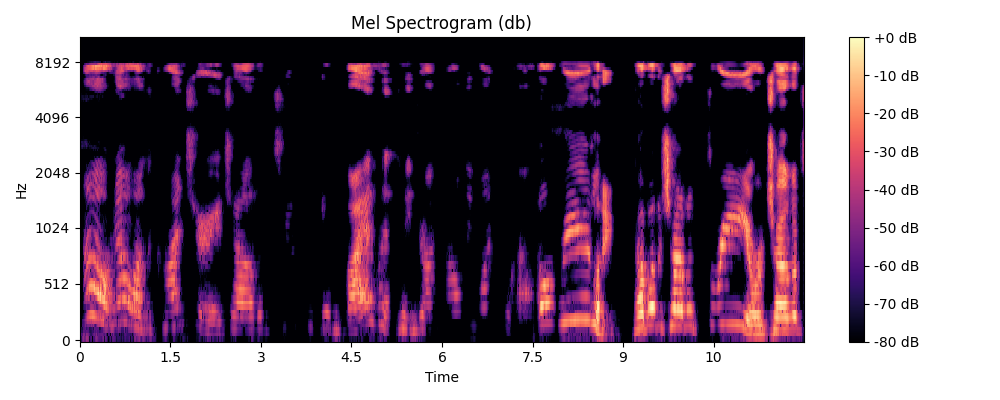 Mel Spectrogram (db)
8192
4096
2048
1024
512
0
Hz
0 1.5 3 4.5 6 7.5 9 10
Time
+0 dB
-10 dB
-20 dB
-30 dB
-40 dB
-50 dB
-60 dB
-70 dB
-80 dB